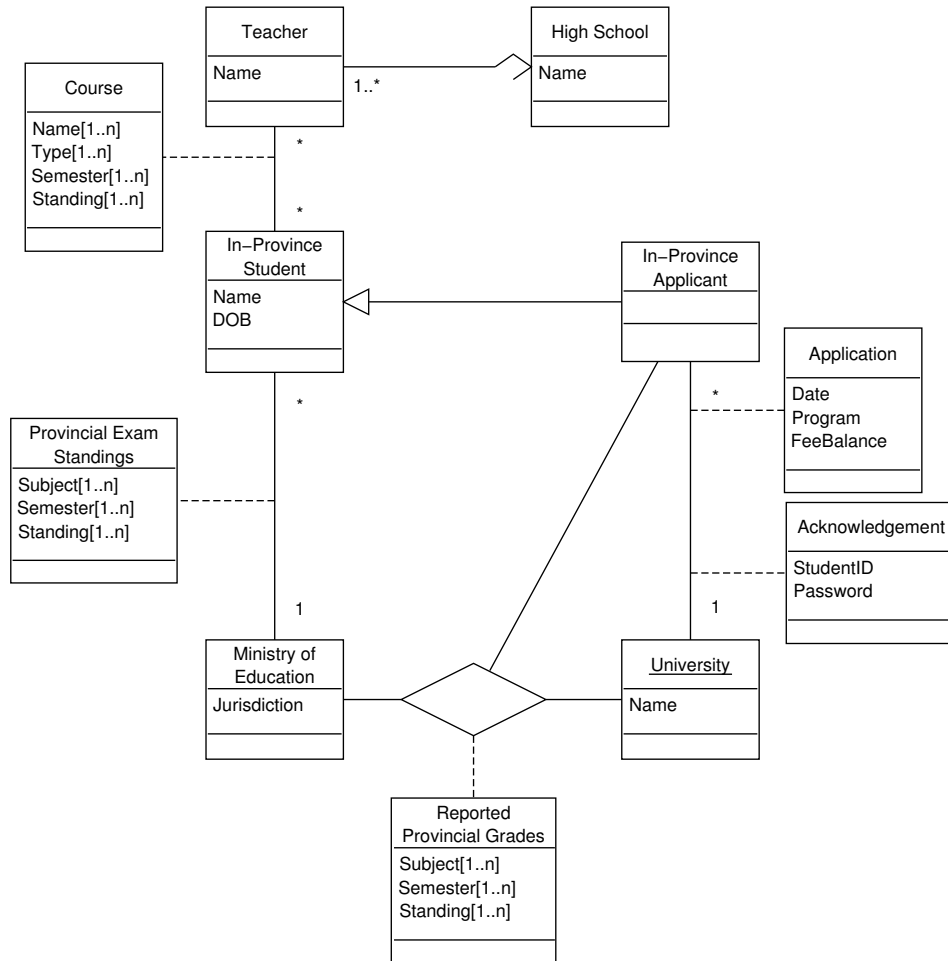 Teacher
Name
High School
Name
1..*
Course
Name[1..n]
Type[1..n]
Semester[1..n]
Standing[1..n]
*
*
In−Province
Student
Name
DOB
In−Province
Applicant
Application
Date
Program
FeeBalance
*
*
Provincial Exam
Standings
Subject[1..n]
Semester[1..n]
Standing[1..n]
Acknowledgement
StudentID
Password
1
1
Ministry of
Education
Jurisdiction
University
Name
Reported
Provincial Grades
Subject[1..n]
Semester[1..n]
Standing[1..n]